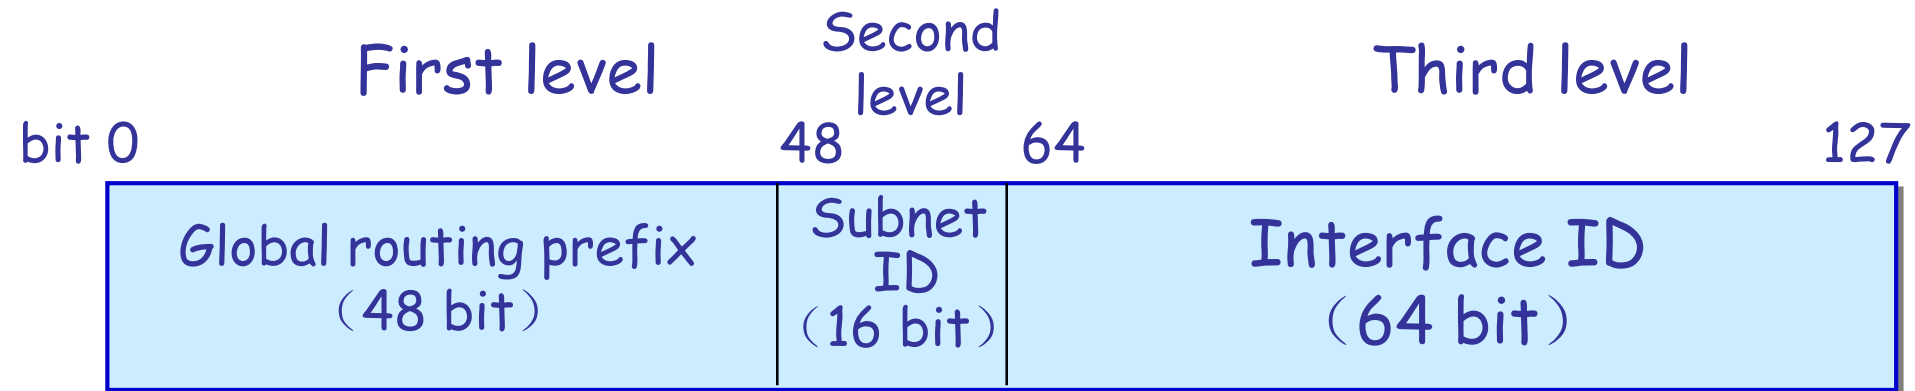 First level
Second
level
Third level
bit 0
48
64
127
Global routing prefix
（48 bit）
Subnet
ID
（16 bit）
Interface ID
（64 bit）